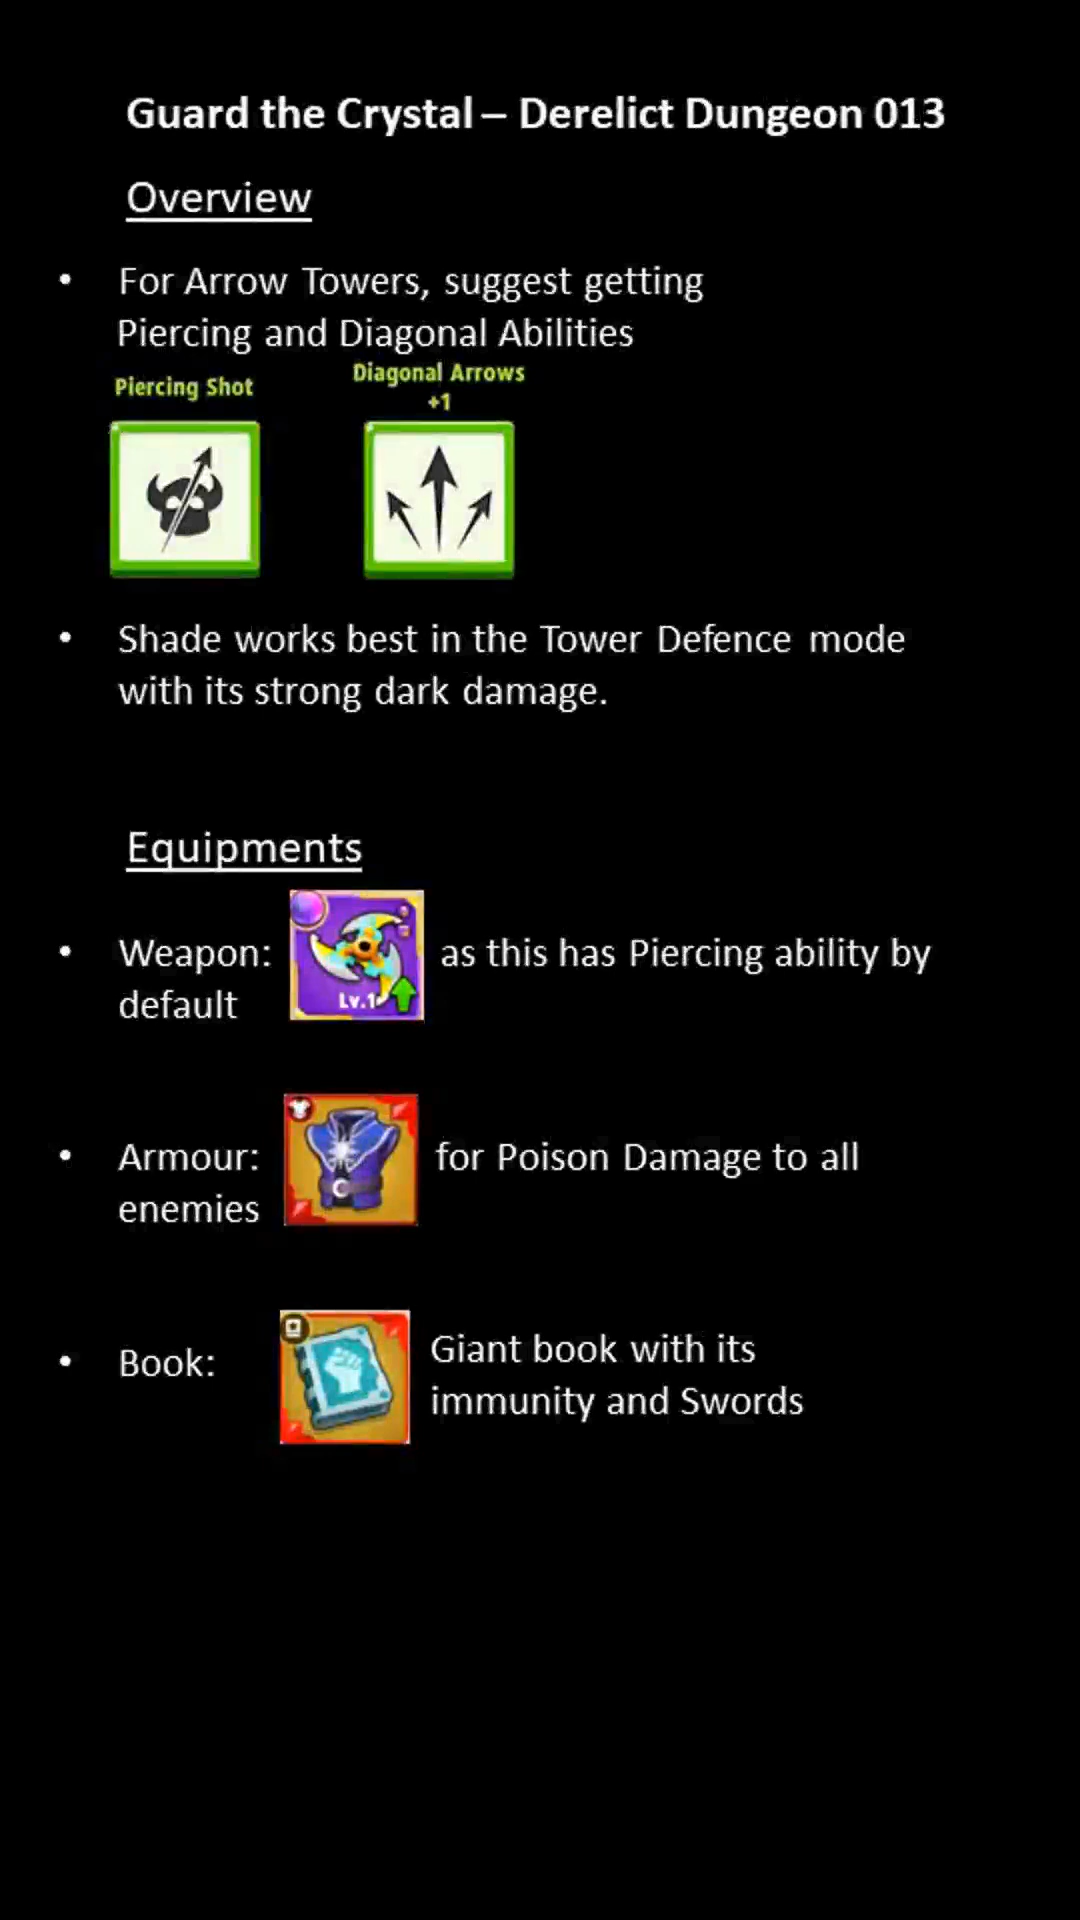 Guard the Crystal – Derelict Dungeon 013
Overview
• For Arrow Towers, suggest getting
Piercing and Diagonal Abilities
Piercing Shot
Diagonal Arrows
+1
• Shade works best in the Tower Defence mode
with its strong dark damage.
Equipments
• Weapon: as this has Piercing ability by
default
Lv.1
• Armour: for Poison Damage to all
enemies
• Book: Giant book with its
immunity and Swords